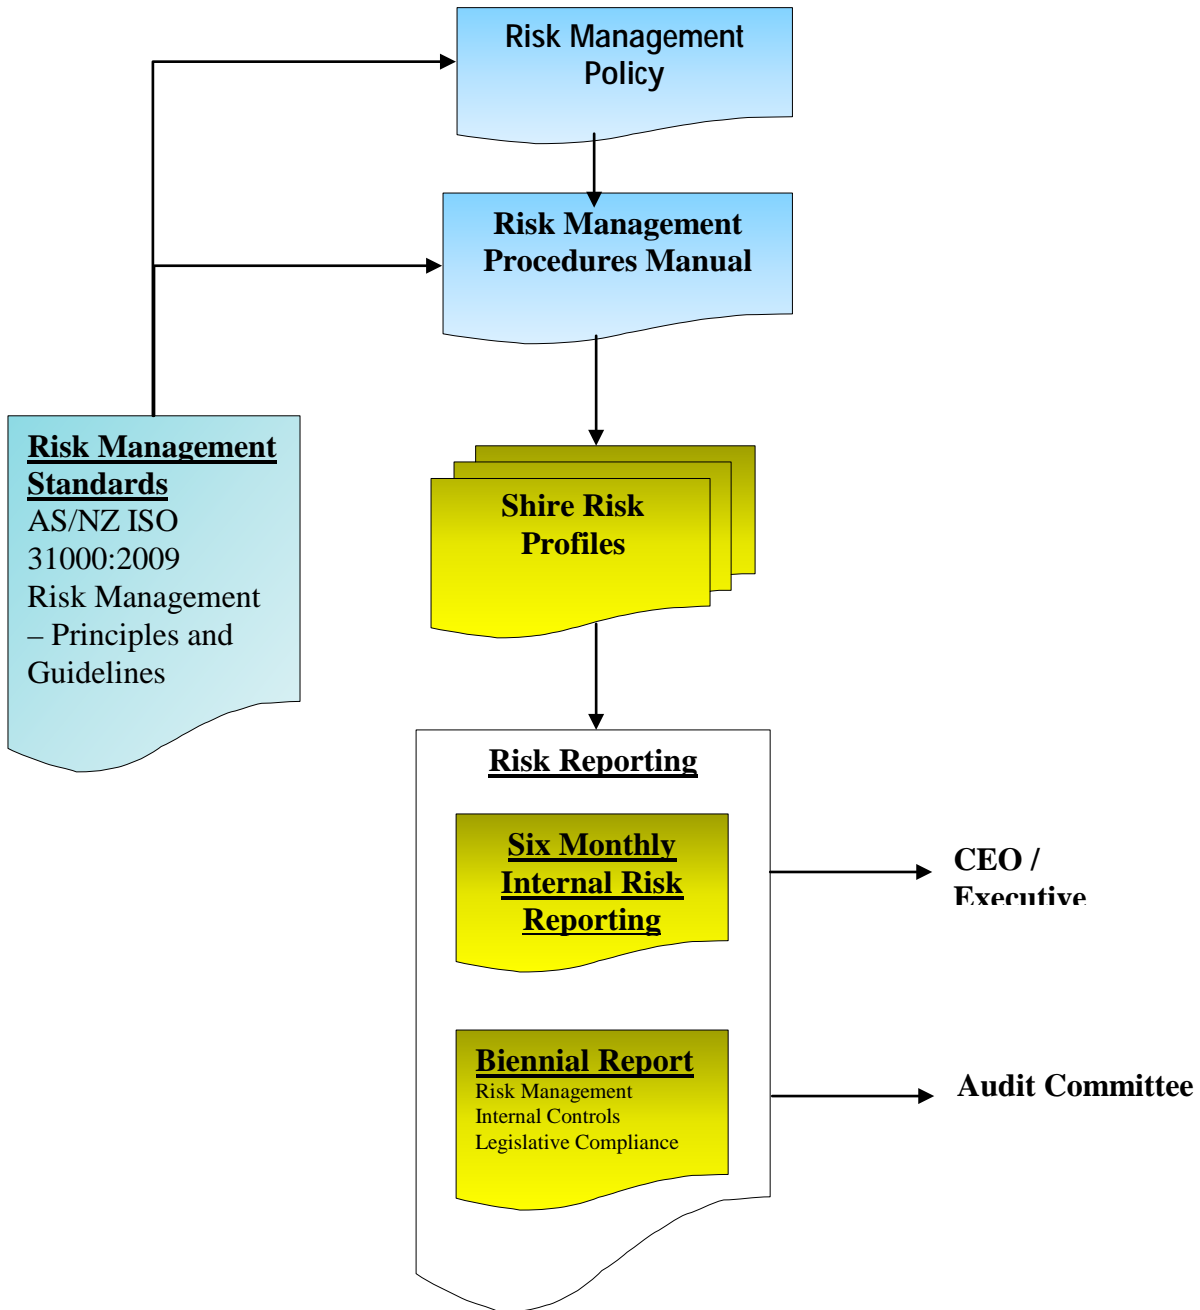 Risk Management
Policy
Risk Management
Procedures Manual
Risk Management
Standards
AS/NZ ISO
31000:2009
Risk Management
– Principles and
Guidelines
Shire Risk
Profiles
Risk Reporting
Six Monthly
Internal Risk
Reporting
CEO /
Executive
Biennial Report
Risk Management
Internal Controls
Legislative Compliance
Audit Committee